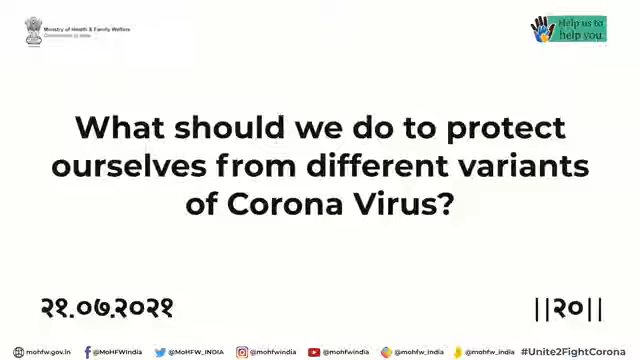 Ministry of Health & Family Welfare
Government of India
Help us to
help you
What should we do to protect
ourselves from different variants
of Corona Virus?
२१.०७.२०२१
||२०||
mohfw.gov.in @MoHFWIndia @MoHFW_INDIA @mohfwindia @mohfwindia @mohfw_india @mohfw_india #Unite2FightCorona